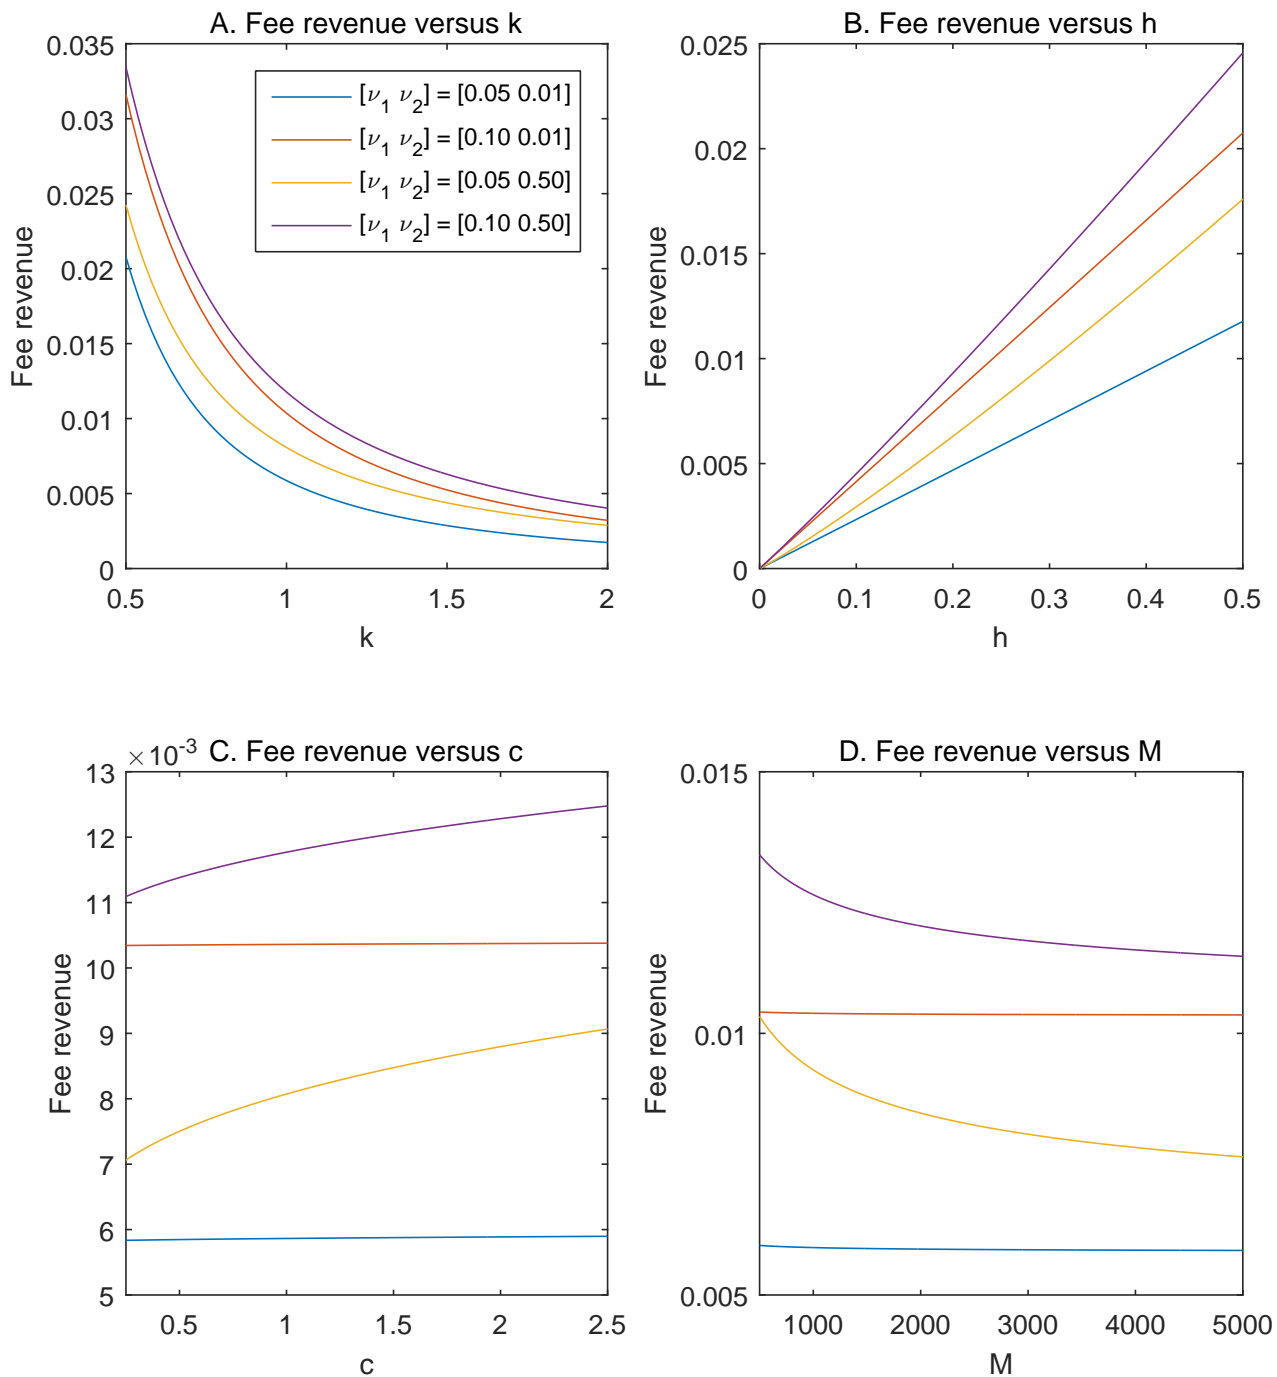 A. Fee revenue versus k
0.035
0.03
0.025
0.02
0.015
0.01
0.005
0
Fee revenue
[ν1 ν2] = [0.05 0.01]
[ν1 ν2] = [0.10 0.01]
[ν1 ν2] = [0.05 0.50]
[ν1 ν2] = [0.10 0.50]
0.5 1 1.5 2
k
B. Fee revenue versus h
0.025
0.02
0.015
0.01
0.005
0
Fee revenue
0 0.1 0.2 0.3 0.4 0.5
h
×10-3 C. Fee revenue versus c
13
12
11
10
9
8
7
6
5
Fee revenue
0.5 1 1.5 2 2.5
c
D. Fee revenue versus M
0.015
0.01
0.005
Fee revenue
1000 2000 3000 4000 5000
M